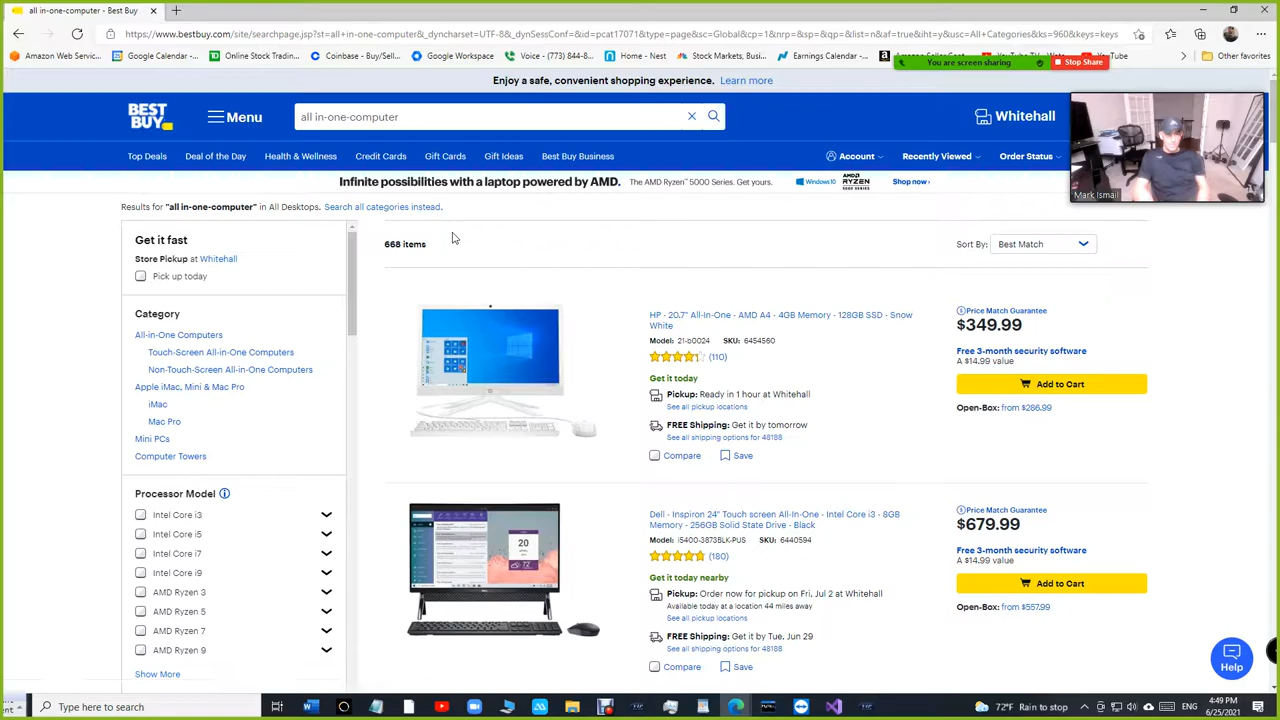 all in-one-computer - Best Buy
https://www.bestbuy.com/site/searchpage.jsp?st=all+in-one+computer&_dyncharset=UTF-8&_dynSessConf=&id=pcat17071&type=page&sc=Global&cp=1&nrp=&sp=&qp=&list=n&af=true&iht=y&usc=All+Categories&ks=960&keys=keys
Amazon Web Servic...
Google Calendar -...
Online Stock Tradin...
Coinbase - Buy/Sell...
Google Workspace
Voice - (773) 844-8...
Home - Nest
Stock Markets, Busi...
Earnings Calendar -...
Other favorites
You are screen sharing
Stop Share
Enjoy a safe, convenient shopping experience. Learn more
BEST BUY
Menu
all in-one-computer
Whitehall
Top Deals
Deal of the Day
Health & Wellness
Credit Cards
Gift Cards
Gift Ideas
Best Buy Business
Account
Recently Viewed
Order Status
Mark Ismail
Infinite possibilities with a laptop powered by AMD. The AMD Ryzen™ 5000 Series. Get yours.
Windows 10
AMD RYZEN 5000 SERIES
Shop now ›
Results for "all in-one-computer" in All Desktops. Search all categories instead.
Get it fast
Store Pickup at Whitehall
Pick up today
Category
All-in-One Computers
Touch-Screen All-in-One Computers
Non-Touch-Screen All-in-One Computers
Apple iMac, Mini & Mac Pro
iMac
Mac Pro
Mini PCs
Computer Towers
Processor Model
Intel Core i3
Intel Core i5
Intel Core i7
Intel Core i9
AMD Ryzen 3
AMD Ryzen 5
AMD Ryzen 7
AMD Ryzen 9
Show More
668 items
Sort By: Best Match
HP - 20.7" All-In-One - AMD A4 - 4GB Memory - 128GB SSD - Snow
White
Model: 21-b0024 SKU: 6454560
(110)
Get it today
Pickup: Ready in 1 hour at Whitehall
See all pickup locations
FREE Shipping: Get it by tomorrow
See all shipping options for 48188
Compare
Save
Price Match Guarantee
$349.99
Free 3-month security software
A $14.99 value
Add to Cart
Open-Box: from $286.99
Dell - Inspiron 24" Touch screen All-In-One - Intel Core i3 - 8GB
Memory - 256GB Solid State Drive - Black
Model: i5400-3873BLK-PUS SKU: 6440594
(180)
Get it today nearby
Pickup: Order now for pickup on Fri, Jul 2 at Whitehall
Available today at a location 44 miles away
See all pickup locations
FREE Shipping: Get it by Tue, Jun 29
See all shipping options for 48188
Compare
Save
Price Match Guarantee
$679.99
Free 3-month security software
A $14.99 value
Add to Cart
Open-Box: from $557.99
Help
Type here to search
72°F Rain to stop
4:49 PM
6/25/2021